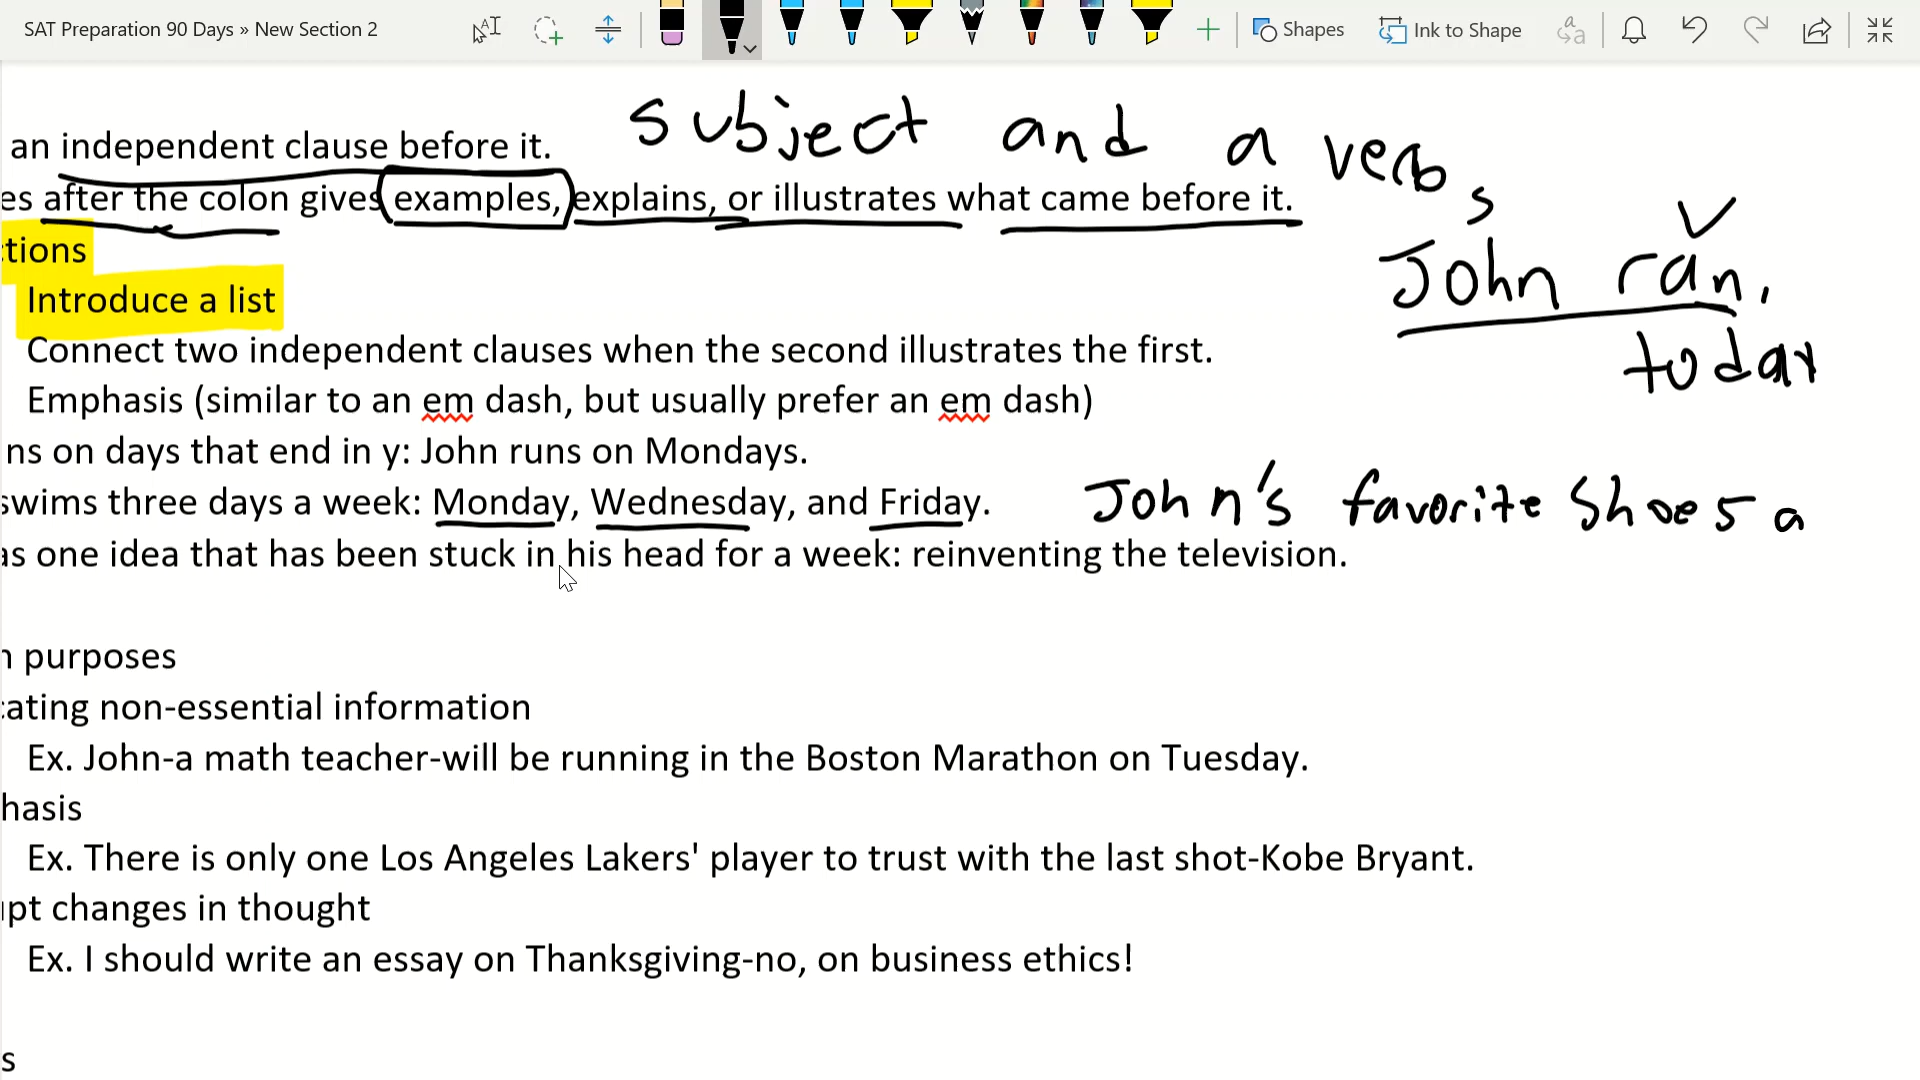 SAT Preparation 90 Days » New Section 2
Shapes
Ink to Shape
subject and a verb
an independent clause before it.
after the colon gives examples, explains, or illustrates what came before it.
s v
John ran.
today
Introduce a list
Connect two independent clauses when the second illustrates the first.
Emphasis (similar to an em dash, but usually prefer an em dash)
ns on days that end in y: John runs on Mondays.
swims three days a week: Monday, Wednesday, and Friday.
John's favorite shoes a
as one idea that has been stuck in his head for a week: reinventing the television.
n purposes
cating non-essential information
Ex. John-a math teacher-will be running in the Boston Marathon on Tuesday.
hasis
Ex. There is only one Los Angeles Lakers' player to trust with the last shot-Kobe Bryant.
upt changes in thought
Ex. I should write an essay on Thanksgiving-no, on business ethics!
s